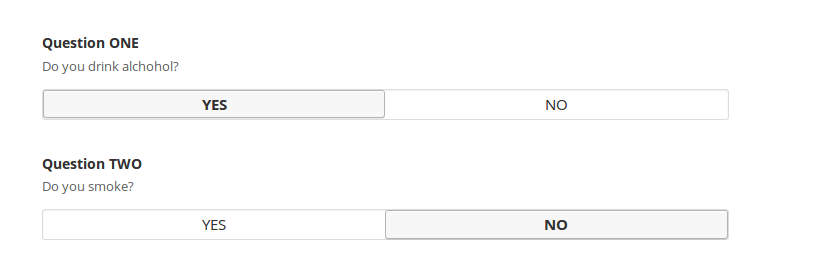 Question ONE
Do you drink alchohol?
YES NO
Question TWO
Do you smoke?
YES NO